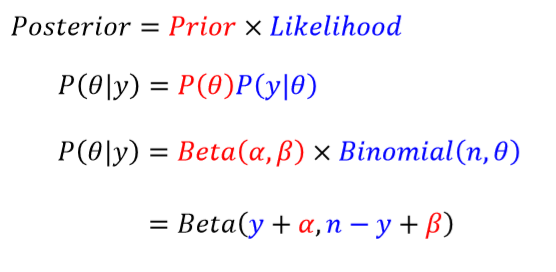 Posterior = Prior × Likelihood
P(θ|y) = P(θ)P(y|θ)
P(θ|y) = Beta(α, β) × Binomial(n, θ)
= Beta(y + α, n − y + β)